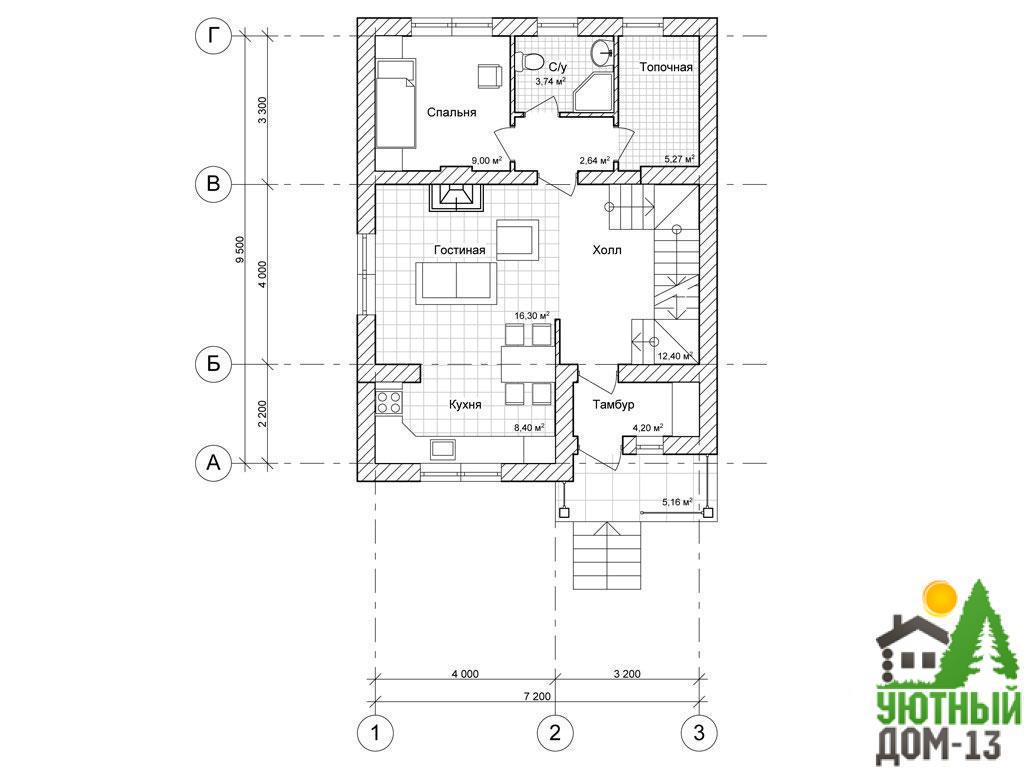 Г
С/у
3,74 м²
Топочная
Спальня
3 300
9,00 м²
2,64 м²
5,27 м²
В
9 500
4 000
Гостиная
Холл
16,30 м²
12,40 м²
Б
2 200
Кухня
Тамбур
8,40 м²
4,20 м²
А
5,16 м²
4 000
3 200
7 200
1
2
3
УЮТНЫЙ
ДОМ-13